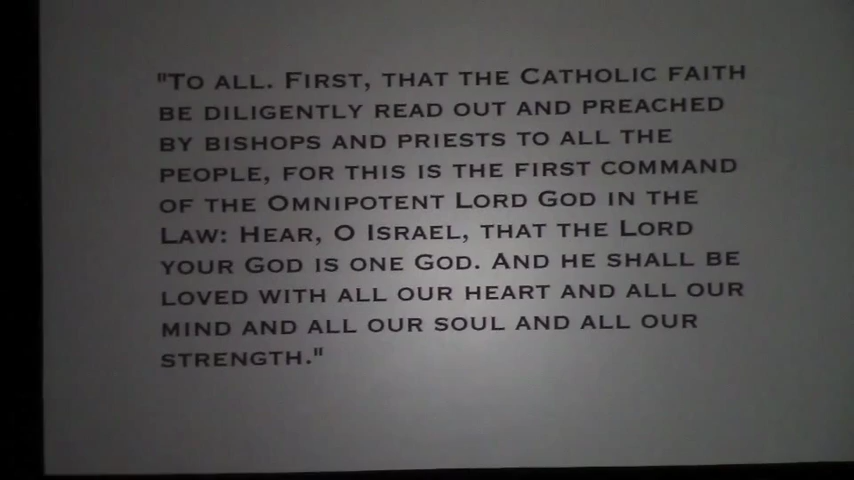 "To all. First, that the Catholic faith
be diligently read out and preached
by bishops and priests to all the
people, for this is the first command
of the Omnipotent Lord God in the
Law: Hear, O Israel, that the Lord
your God is one God. And he shall be
loved with all our heart and all our
mind and all our soul and all our
strength."